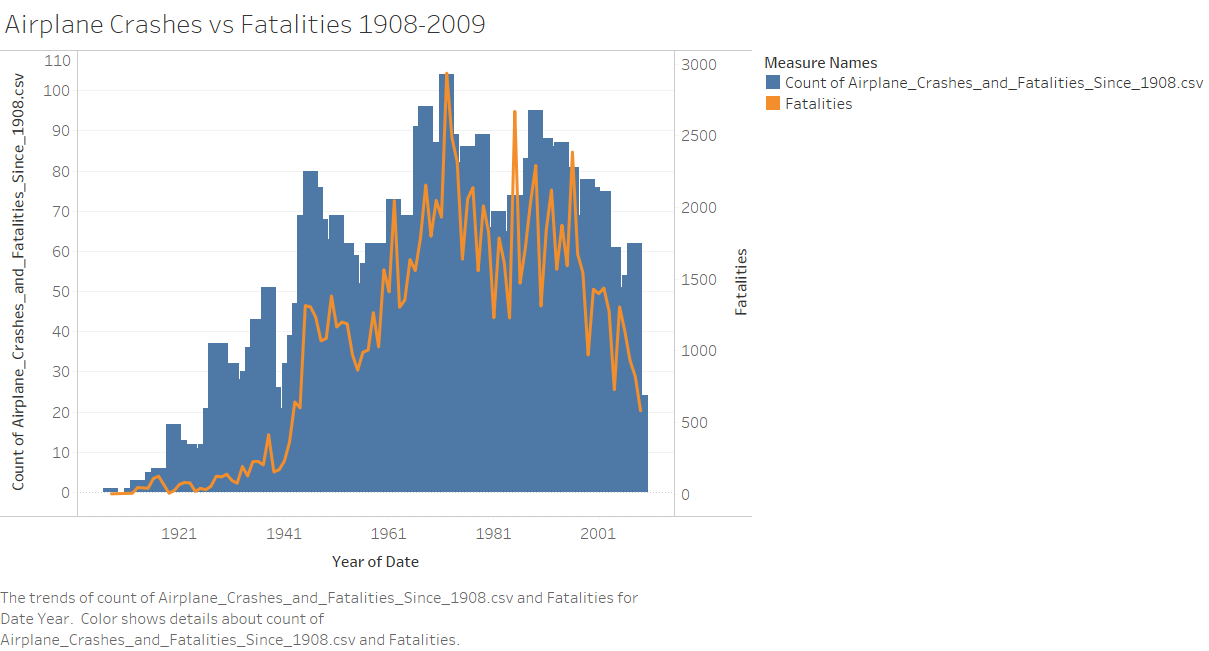 Airplane Crashes vs Fatalities 1908-2009
Count of Airplane_Crashes_and_Fatalities_Since_1908.csv
110
100
90
80
70
60
50
40
30
20
10
0
3000
2500
2000
1500
1000
500
0
Fatalities
1921 1941 1961 1981 2001
Year of Date
Measure Names
Count of Airplane_Crashes_and_Fatalities_Since_1908.csv
Fatalities
The trends of count of Airplane_Crashes_and_Fatalities_Since_1908.csv and Fatalities for
Date Year. Color shows details about count of
Airplane_Crashes_and_Fatalities_Since_1908.csv and Fatalities.